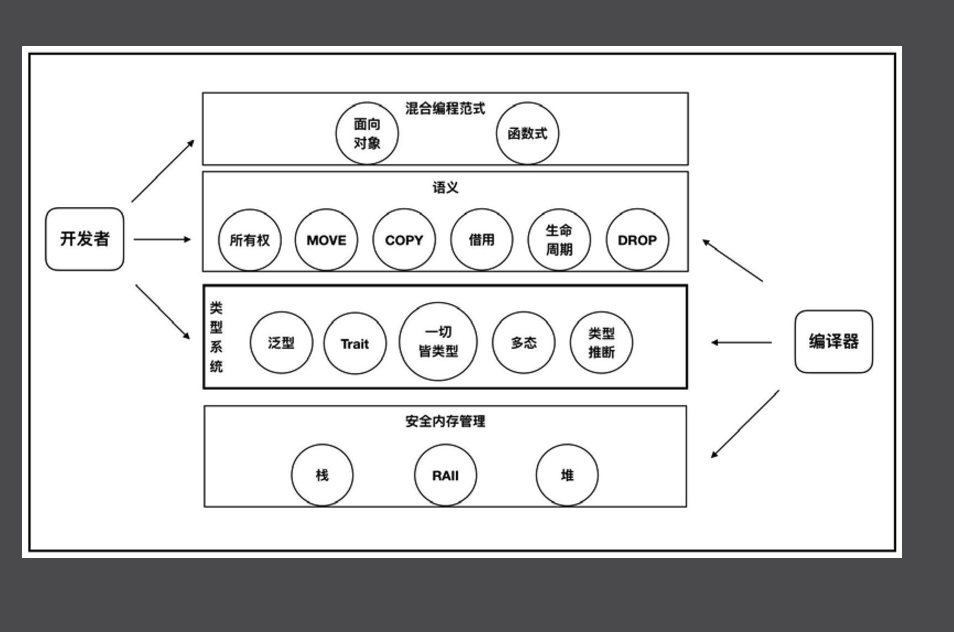 混合编程范式
面向
对象
函数式
语义
开发者
所有权
MOVE
COPY
借用
生命
周期
DROP
类
型
系
统
泛型
Trait
一切
皆类型
多态
类型
推断
编译器
安全内存管理
栈
RAII
堆